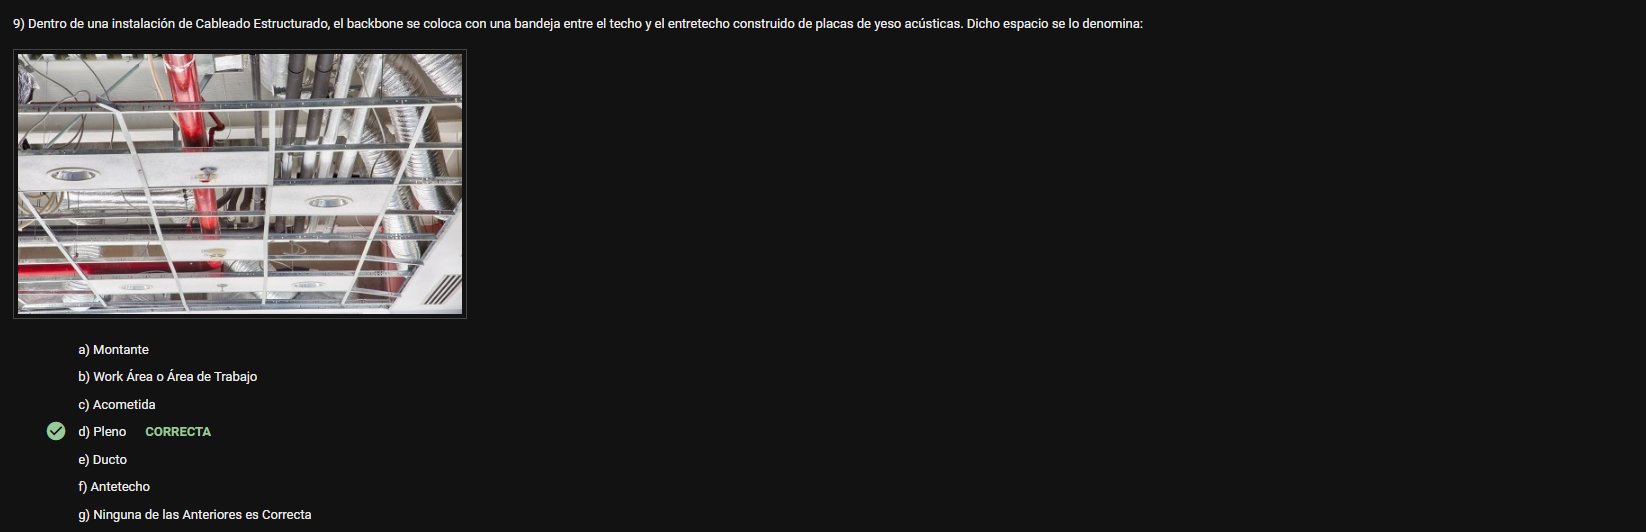 9) Dentro de una instalación de Cableado Estructurado, el backbone se coloca con una bandeja entre el techo y el entretecho construido de placas de yeso acústicas. Dicho espacio se lo denomina:
a) Montante
b) Work Área o Área de Trabajo
c) Acometida
d) Pleno CORRECTA
e) Ducto
f) Antetecho
g) Ninguna de las Anteriores es Correcta